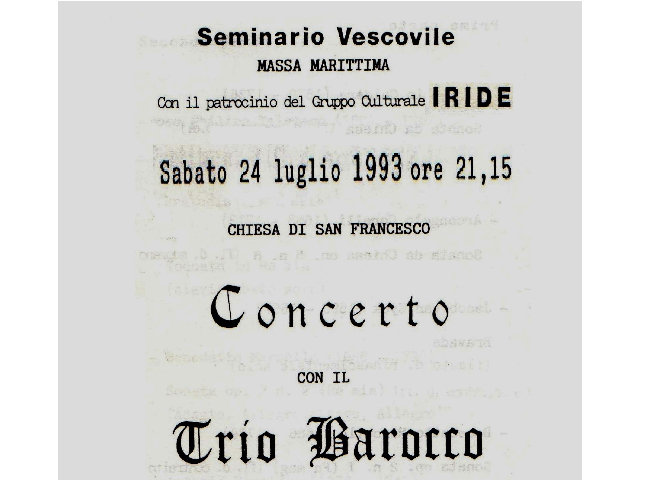 Seminario Vescovile
MASSA MARITTIMA
Con il patrocinio del Gruppo Culturale IRIDE
Sabato 24 luglio 1993 ore 21,15
CHIESA DI SAN FRANCESCO
Concerto
CON IL
Trio Barocco